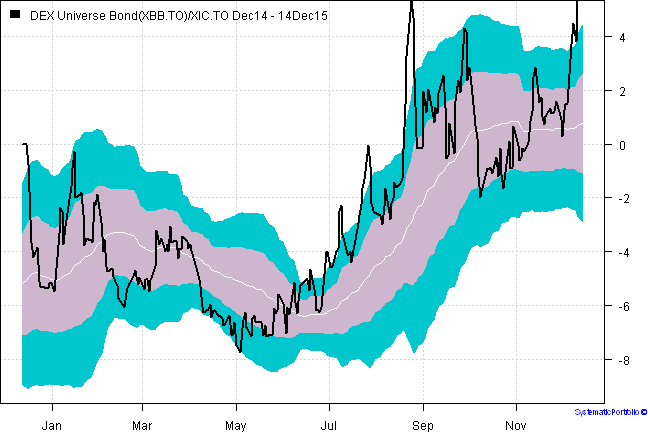 DEX Universe Bond(XBB.TO)/XIC.TO Dec14 - 14Dec15
4
2
0
-2
-4
-6
-8
Jan Mar May Jul Sep Nov
SystematicPortfolio ©